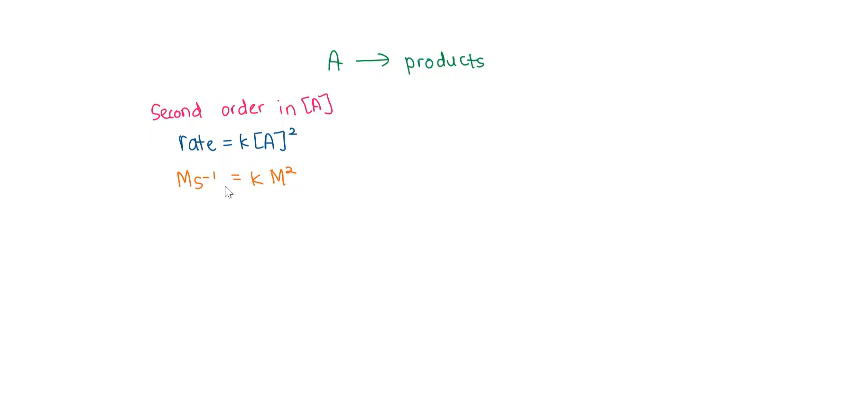 A → products
Second order in [A]
rate = k [A]²
Ms⁻¹ = k M²